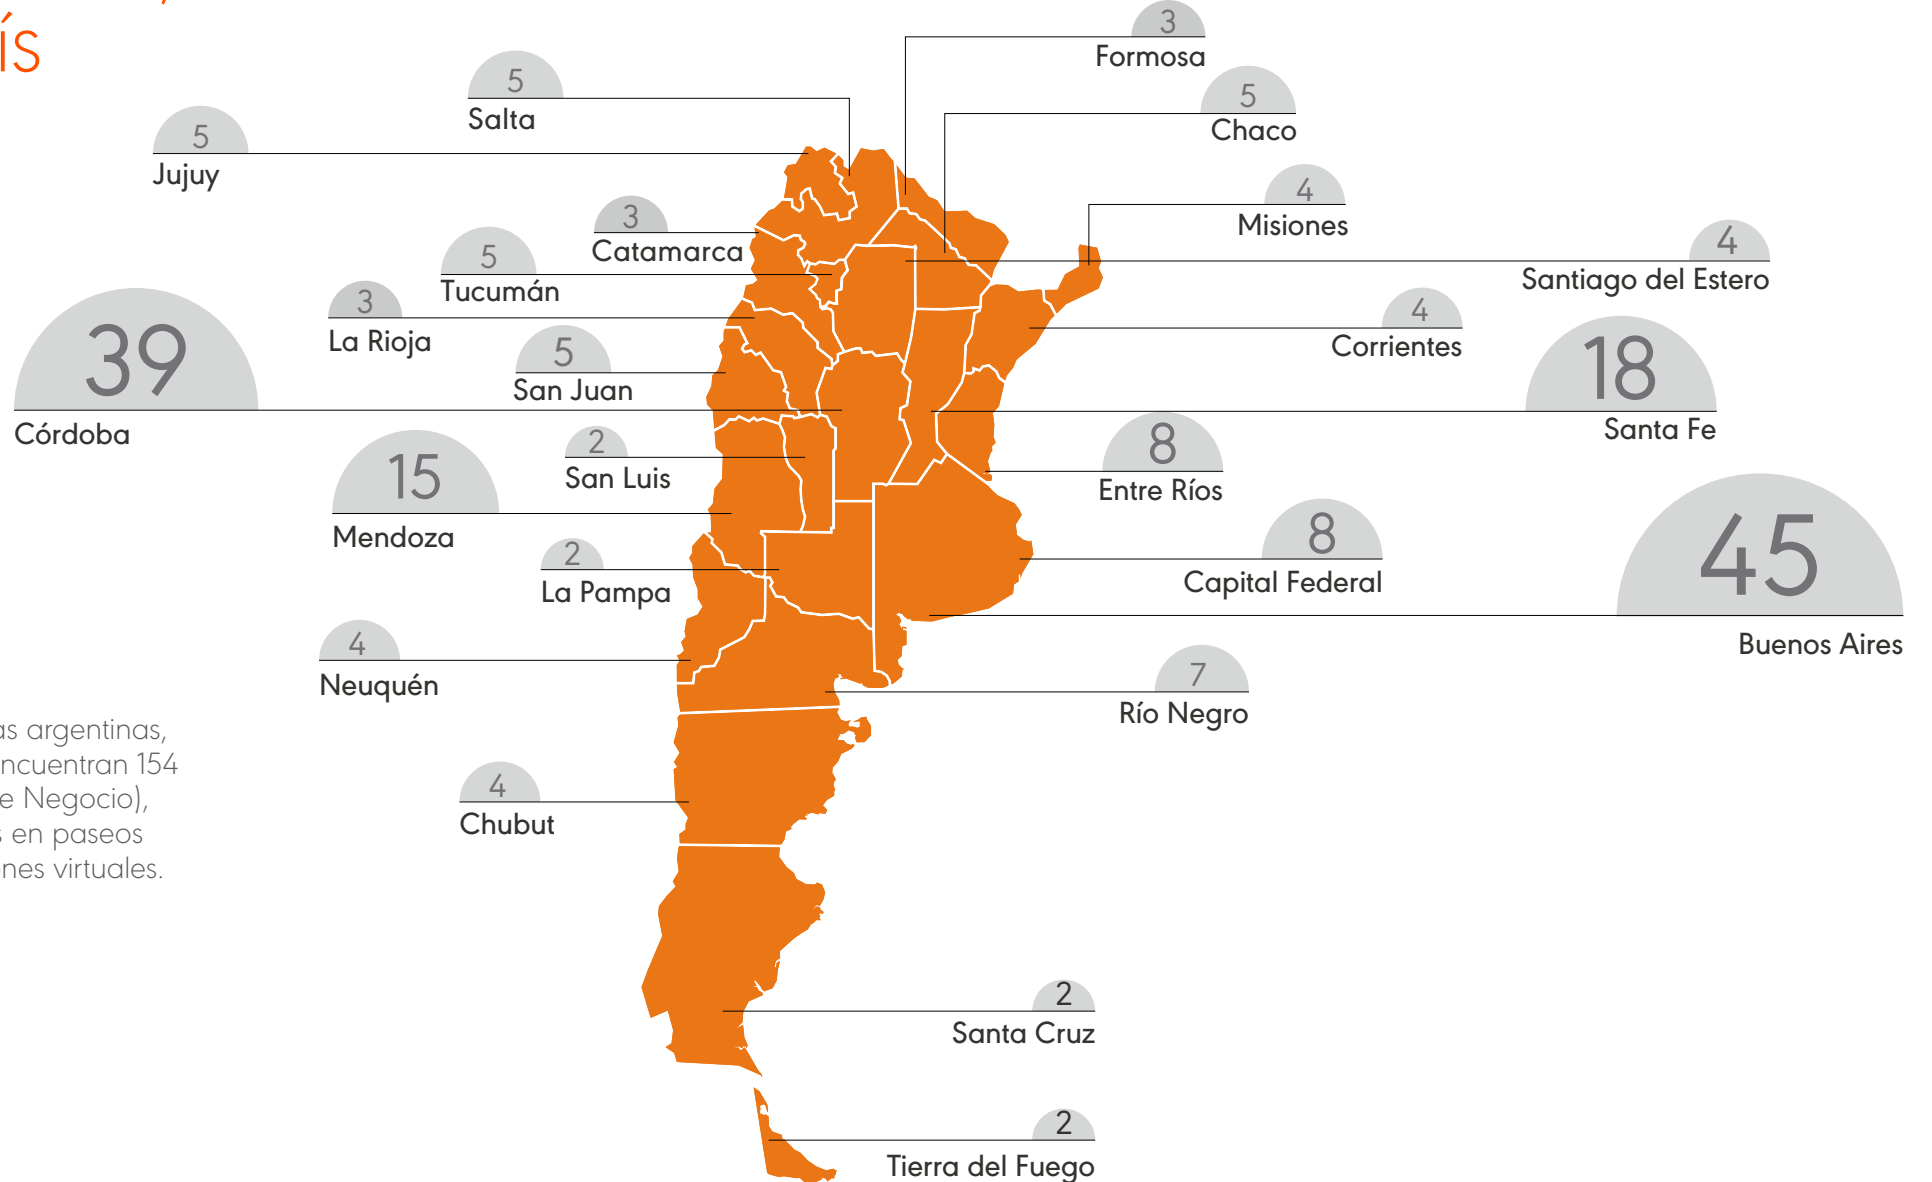 ÍS
3
Formosa
5
Salta
5
Chaco
5
Jujuy
4
Misiones
3
Catamarca
4
Santiago del Estero
5
Tucumán
3
La Rioja
4
Corrientes
39
Córdoba
5
San Juan
18
Santa Fe
2
San Luis
8
Entre Ríos
15
Mendoza
8
Capital Federal
45
Buenos Aires
2
La Pampa
4
Neuquén
7
Río Negro
as argentinas,
ncuentran 154
e Negocio),
s en paseos
nes virtuales.
4
Chubut
2
Santa Cruz
2
Tierra del Fuego